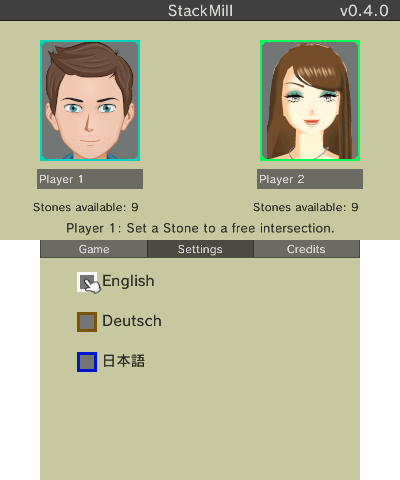 StackMill v0.4.0
Player 1 Player 2
Stones available: 9 Stones available: 9
Player 1: Set a Stone to a free intersection.
Game Settings Credits
English
Deutsch
日本語